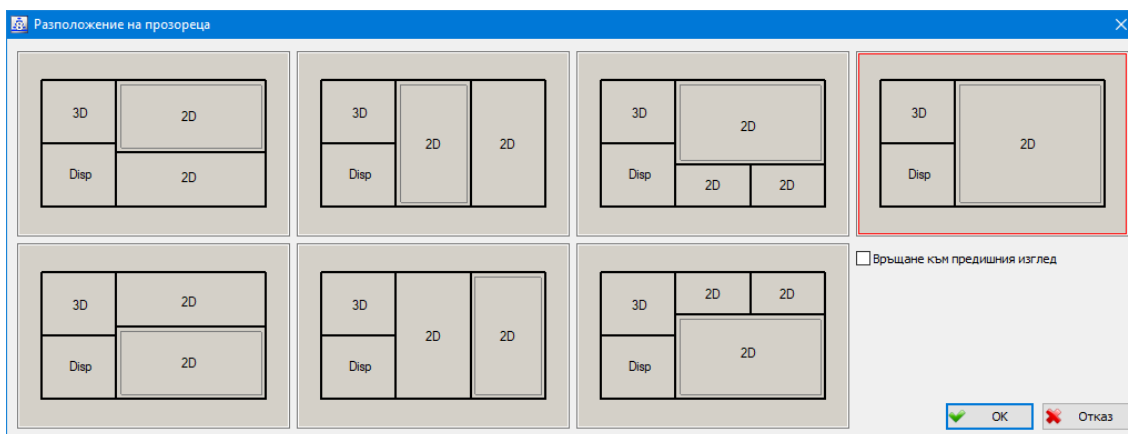 Разположение на прозореца
3D 2D
Disp 2D
3D 2D 2D
Disp
3D 2D
Disp 2D 2D
3D 2D
Disp
Връщане към предишния изглед
3D 2D
Disp 2D
3D 2D 2D
Disp
3D 2D 2D
Disp 2D
OK Отказ